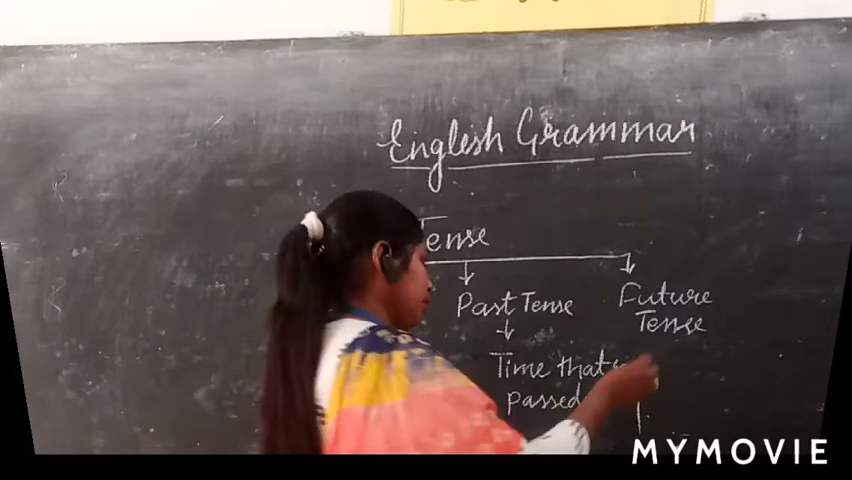 English Grammar
Tense
Past Tense
Future
Tense
Time that
passed
MYMOVIE